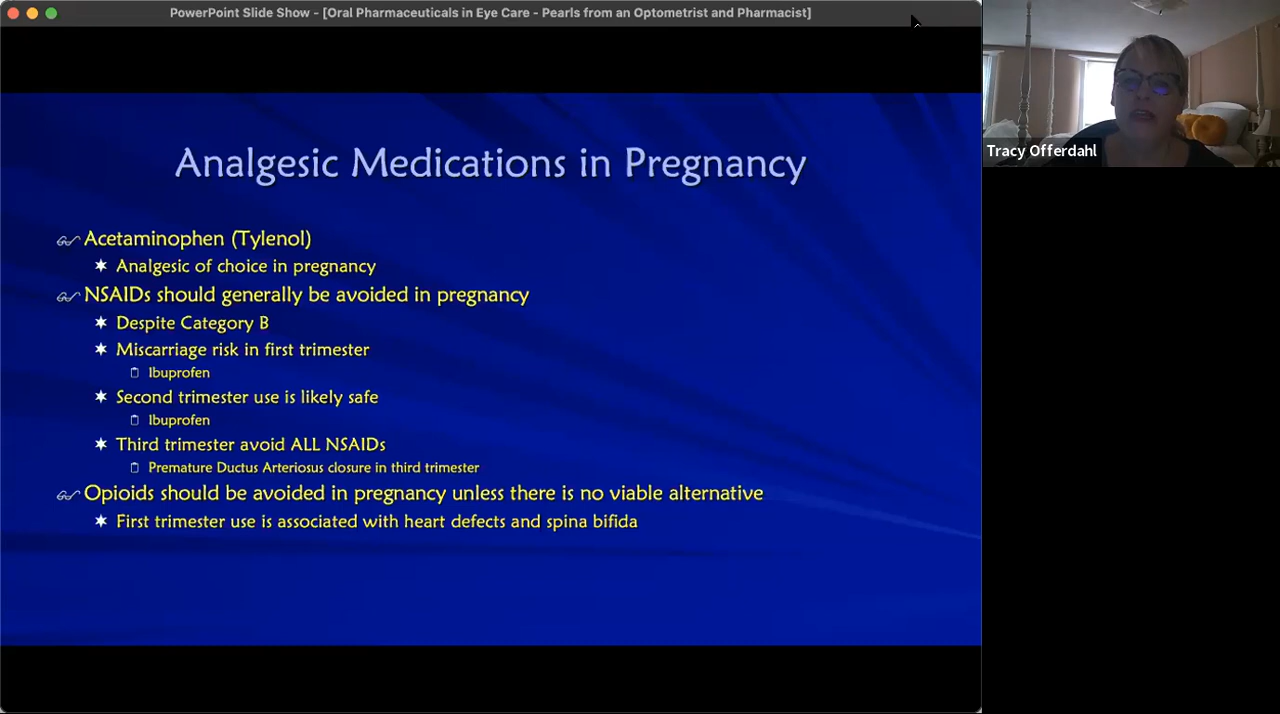 PowerPoint Slide Show - [Oral Pharmaceuticals in Eye Care - Pearls from an Optometrist and Pharmacist]
Analgesic Medications in Pregnancy
Acetaminophen (Tylenol)
Analgesic of choice in pregnancy
NSAIDs should generally be avoided in pregnancy
Despite Category B
Miscarriage risk in first trimester
Ibuprofen
Second trimester use is likely safe
Ibuprofen
Third trimester avoid ALL NSAIDs
Premature Ductus Arteriosus closure in third trimester
Opioids should be avoided in pregnancy unless there is no viable alternative
First trimester use is associated with heart defects and spina bifida
Tracy Offerdahl